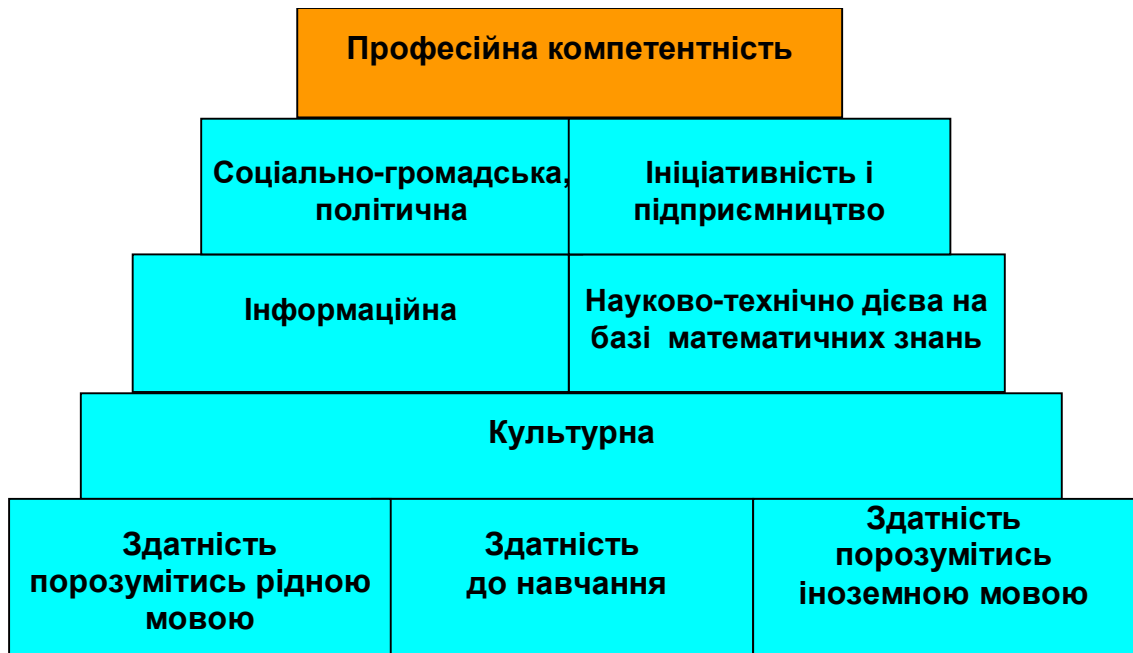 Професійна компетентність
Соціально-громадська,
політична
Ініціативність і
підприємництво
Інформаційна
Науково-технічно дієва на
базі математичних знань
Культурна
Здатність
порозумітись рідною
мовою
Здатність
до навчання
Здатність
порозумітись
іноземною мовою